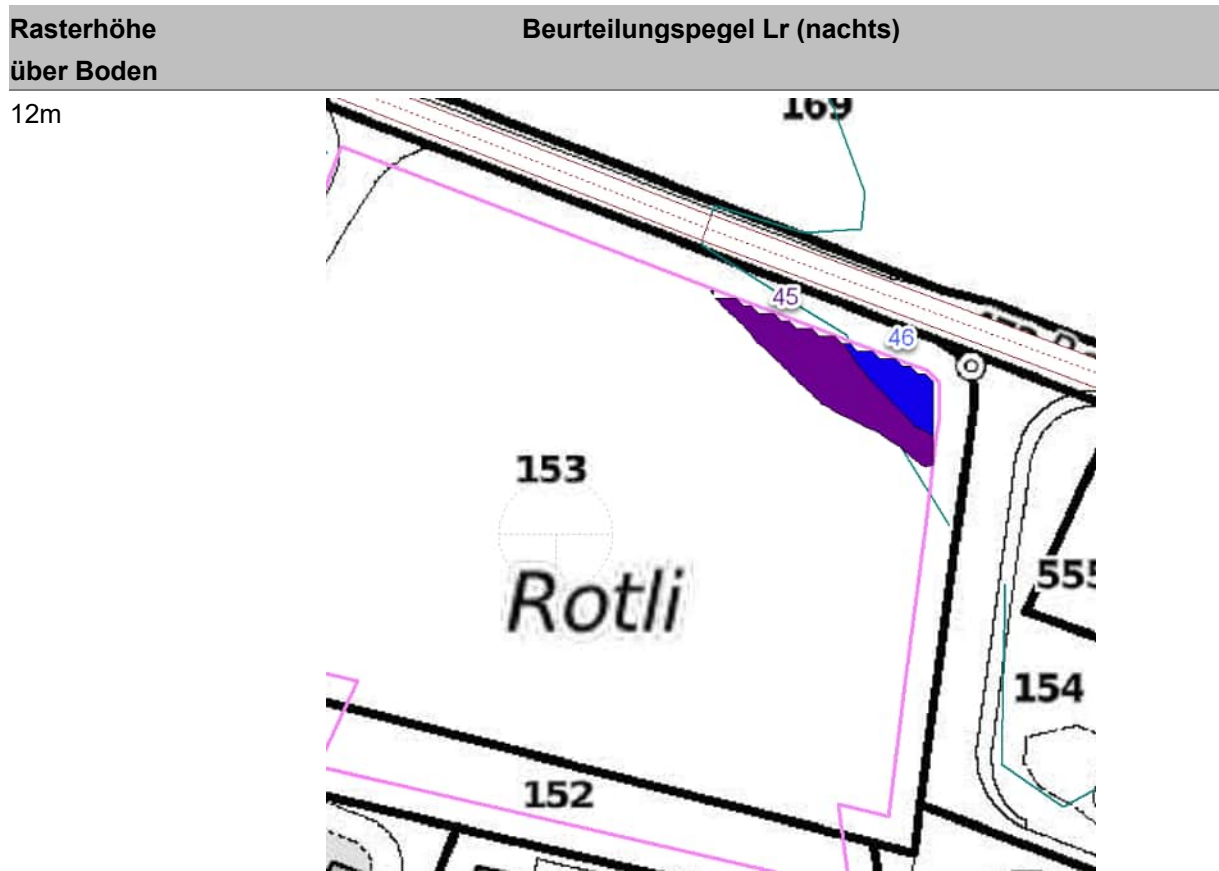 Rasterhöhe
über Boden
Beurteilungspegel Lr (nachts)
12m
169
45
46
153
Rotli
555
154
152